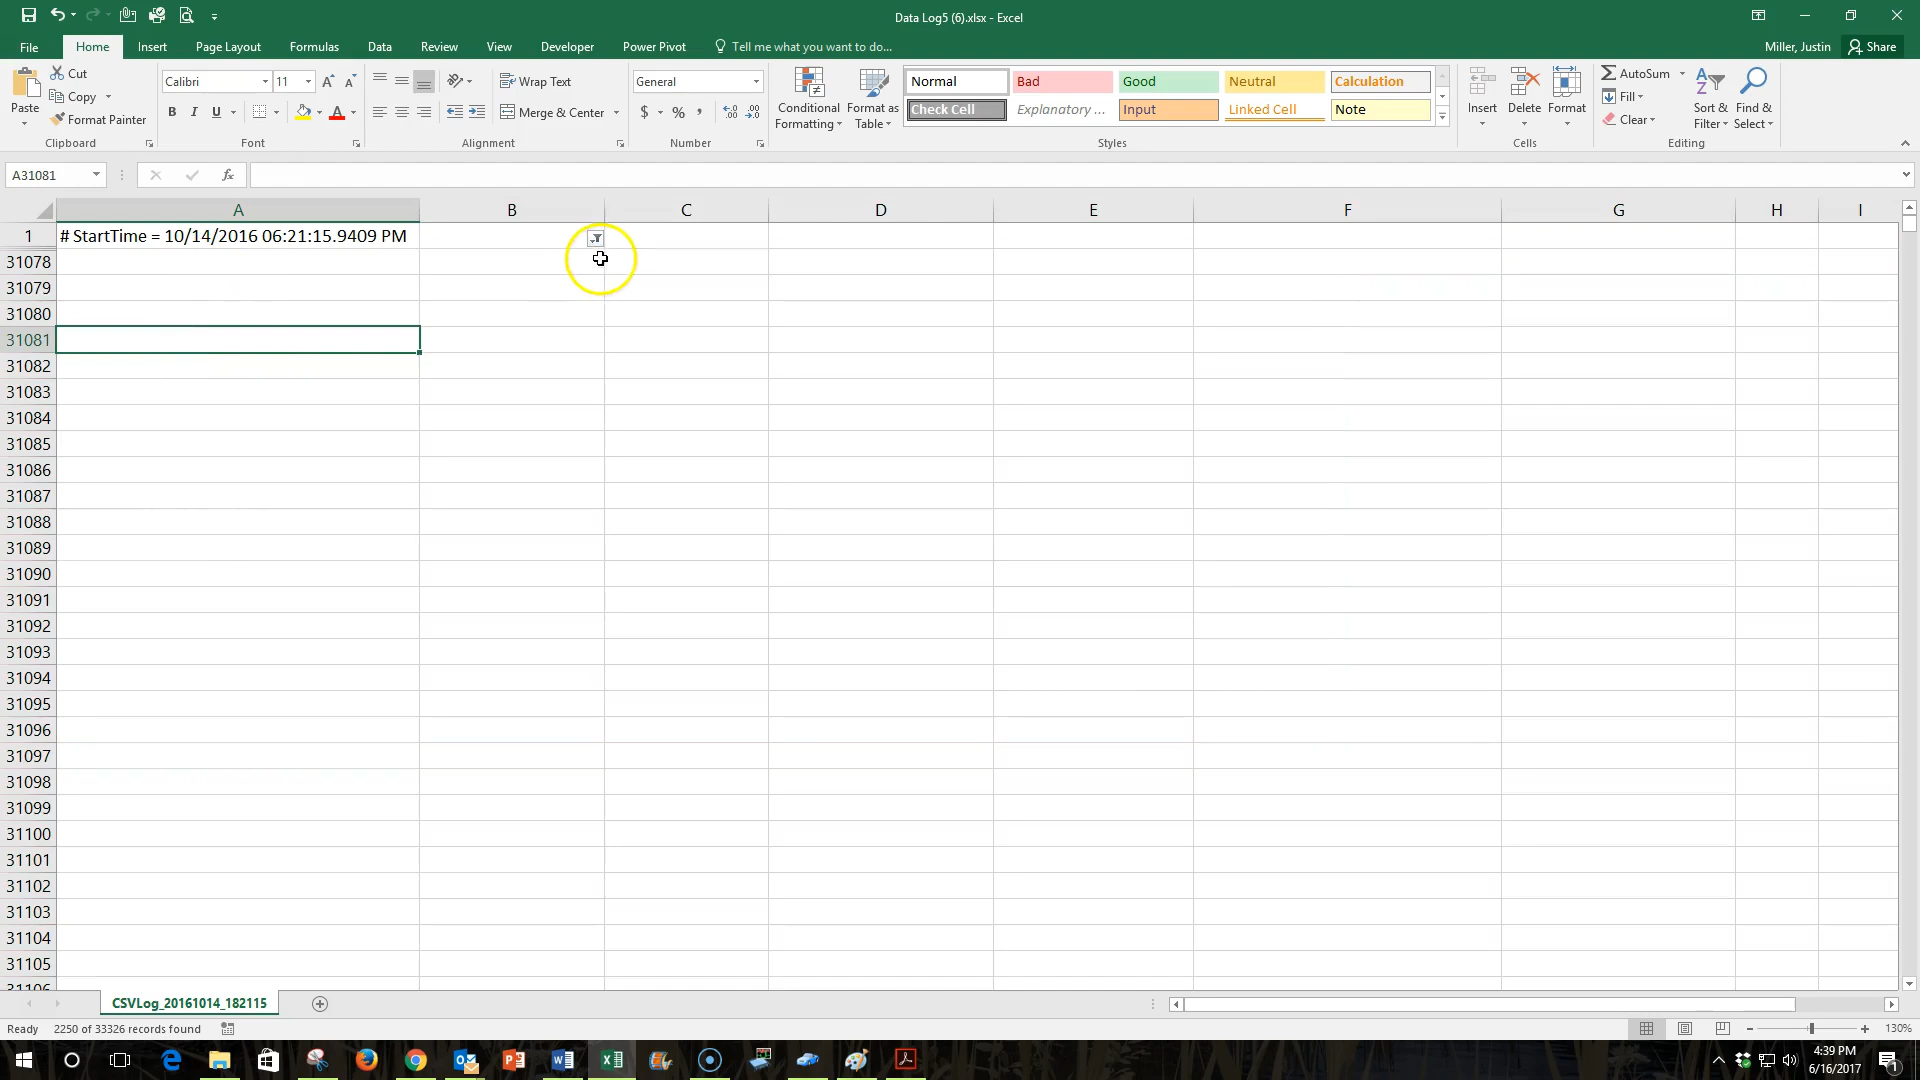 Data Log5 (6).xlsx - Excel
File Home Insert Page Layout Formulas Data Review View Developer Power Pivot Tell me what you want to do... Miller, Justin Share
Paste Cut Copy Format Painter Clipboard
Calibri 11 B I U A Font
Wrap Text Merge & Center Alignment
General $ % , Number
Conditional Formatting Format as Table
Normal Bad Good Neutral Calculation
Check Cell Explanatory ... Input Linked Cell Note
Styles
Insert Delete Format Cells
AutoSum Fill Clear Sort & Filter Find & Select Editing
A31081 fx
A B C D E F G H I
1 # StartTime = 10/14/2016 06:21:15.9409 PM
31078
31079
31080
31081
31082
31083
31084
31085
31086
31087
31088
31089
31090
31091
31092
31093
31094
31095
31096
31097
31098
31099
31100
31101
31102
31103
31104
31105
31106
CSVLog_20161014_182115
Ready 2250 of 33326 records found 130%
4:39 PM
6/16/2017